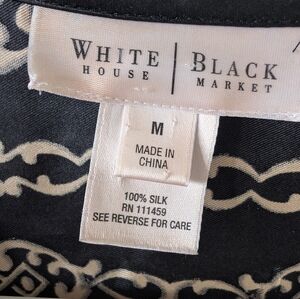 WHITE | BLACK
HOUSE | MARKET
M
MADE IN
CHINA
100% SILK
RN 111459
SEE REVERSE FOR CARE